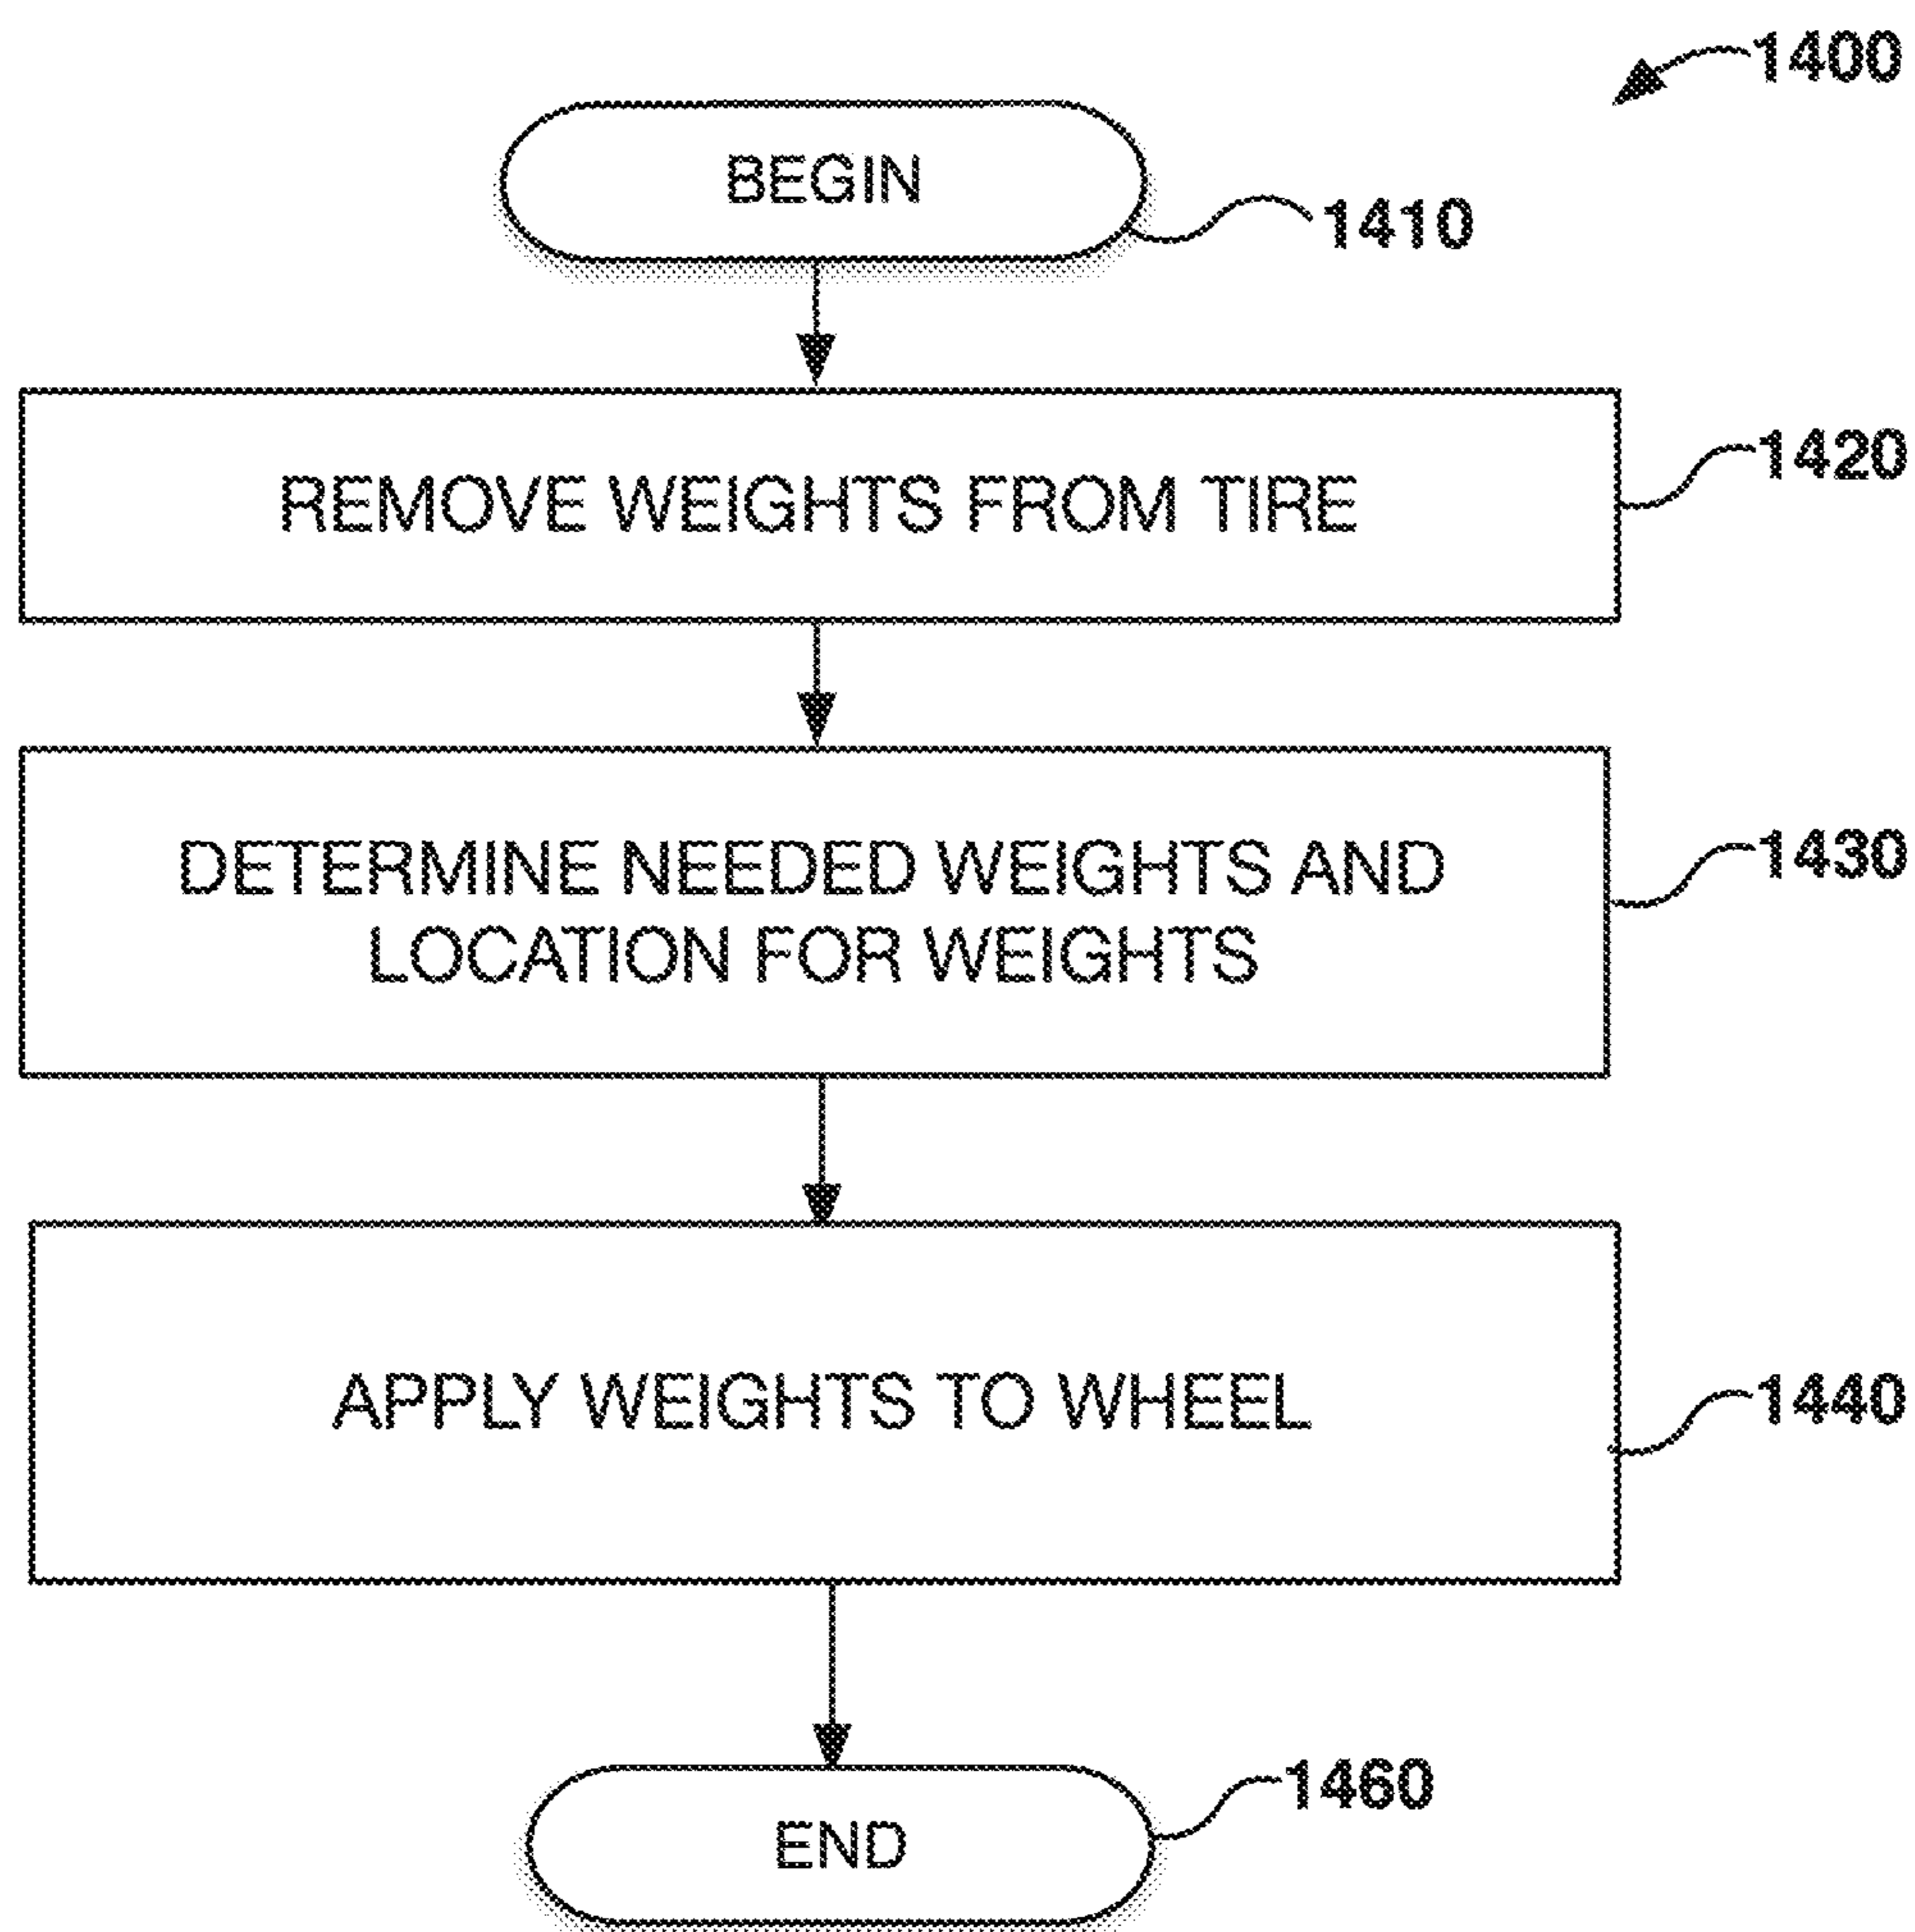 1400
BEGIN
1410
REMOVE WEIGHTS FROM TIRE
1420
DETERMINE NEEDED WEIGHTS AND
LOCATION FOR WEIGHTS
1430
APPLY WEIGHTS TO WHEEL
1440
END
1460